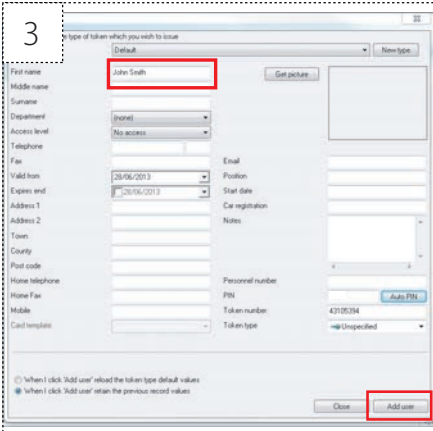 3
type of token which you wish to issue
Default New type
First name John Smith Get picture
Middle name
Surname
Department (none)
Access level No access
Telephone
Fax Email
Valid from 28/06/2013 Position
Expires end 28/06/2013 Start date
Address 1 Car registration
Address 2 Notes
Town
County
Post code
Home telephone Personnel number
Home Fax PIN Auto PIN
Mobile Token number 43105394
Card template Token type Unspecified
When I click 'Add user' reload the token type default values
When I click 'Add user' retain the previous record values
Close Add user